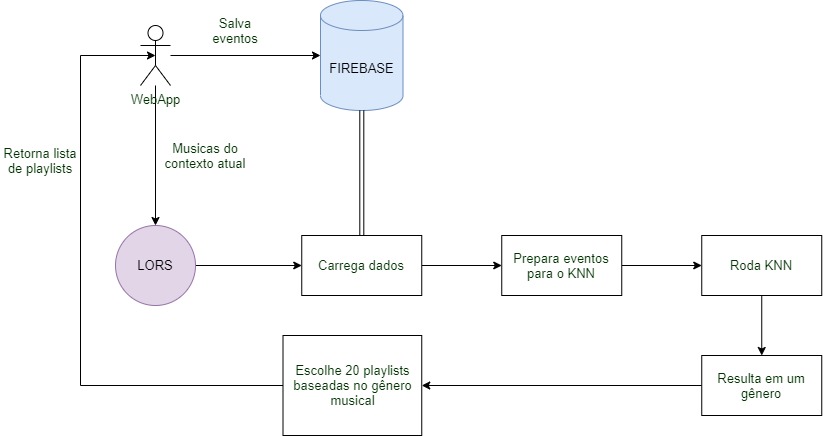 Salva
eventos
FIREBASE
WebApp
Retorna lista
de playlists
Musicas do
contexto atual
LORS
Carrega dados
Prepara eventos
para o KNN
Roda KNN
Escolhe 20 playlists
baseadas no gênero
musical
Resulta em um
gênero